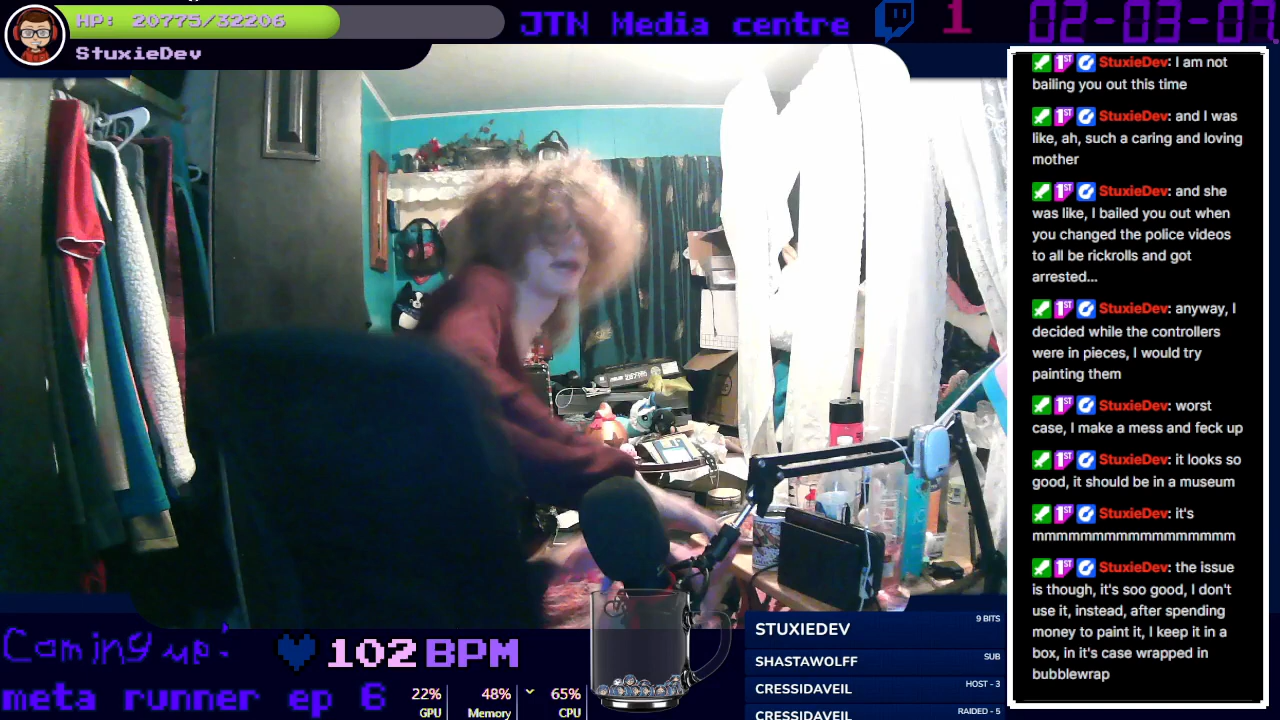 HP: 20775/32206
StuxieDev
JTN Media centre
1
02-03-07
StuxieDev: I am not
bailing you out this time
StuxieDev: and I was
like, ah, such a caring and loving
mother
StuxieDev: and she
was like, I bailed you out when
you changed the police videos
to all be rickrolls and got
arrested...
StuxieDev: anyway, I
decided while the controllers
were in pieces, I would try
painting them
StuxieDev: worst
case, I make a mess and feck up
StuxieDev: it looks so
good, it should be in a museum
StuxieDev: it's
mmmmmmmmmmmmmmmmm
StuxieDev: the issue
is though, it's soo good, I don't
use it, instead, after spending
money to paint it, I keep it in a
box, in it's case wrapped in
bubblewrap
Coming up!
meta runner ep 6
102 BPM
22%
GPU
48%
Memory
65%
CPU
STUXIEDEV
9 BITS
SHASTAWOLFF
SUB
CRESSIDAVEIL
HOST - 3
CRESSIDAVEIL
RAIDED - 5